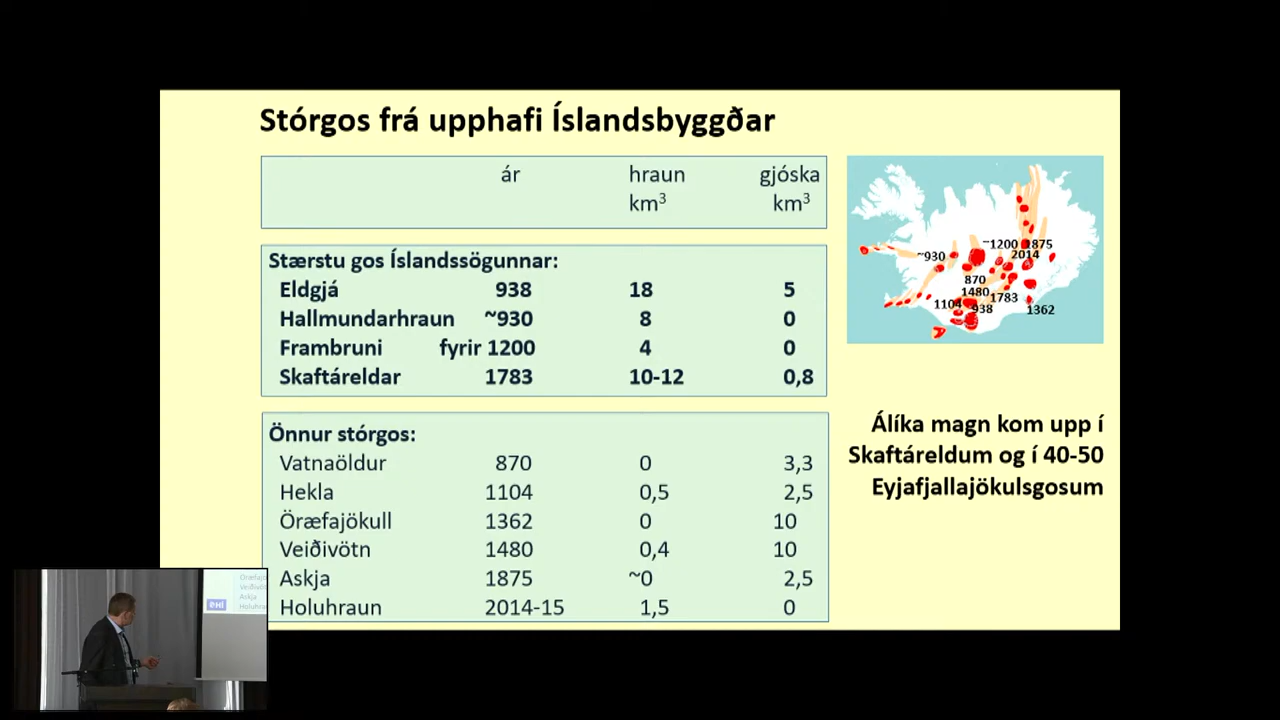 Stórgos frá upphafi Íslandsbyggðar
ár hraun gjóska
km³ km³
Stærstu gos Íslandssögunnar:
Eldgjá 938 18 5
Hallmundarhraun ~930 8 0
Frambruni fyrir 1200 4 0
Skaftáreldar 1783 10-12 0,8
Önnur stórgos:
Vatnaöldur 870 0 3,3
Hekla 1104 0,5 2,5
Öræfajökull 1362 0 10
Veiðivötn 1480 0,4 10
Askja 1875 ~0 2,5
Holuhraun 2014-15 1,5 0
~1200 1875
~930 2014
870
1480
1104 1783
938 1362
Álíka magn kom upp í
Skaftáreldum og í 40-50
Eyjafjallajökulsgosum
Öræfajö
Veiðivöt
Askja
Holuhra